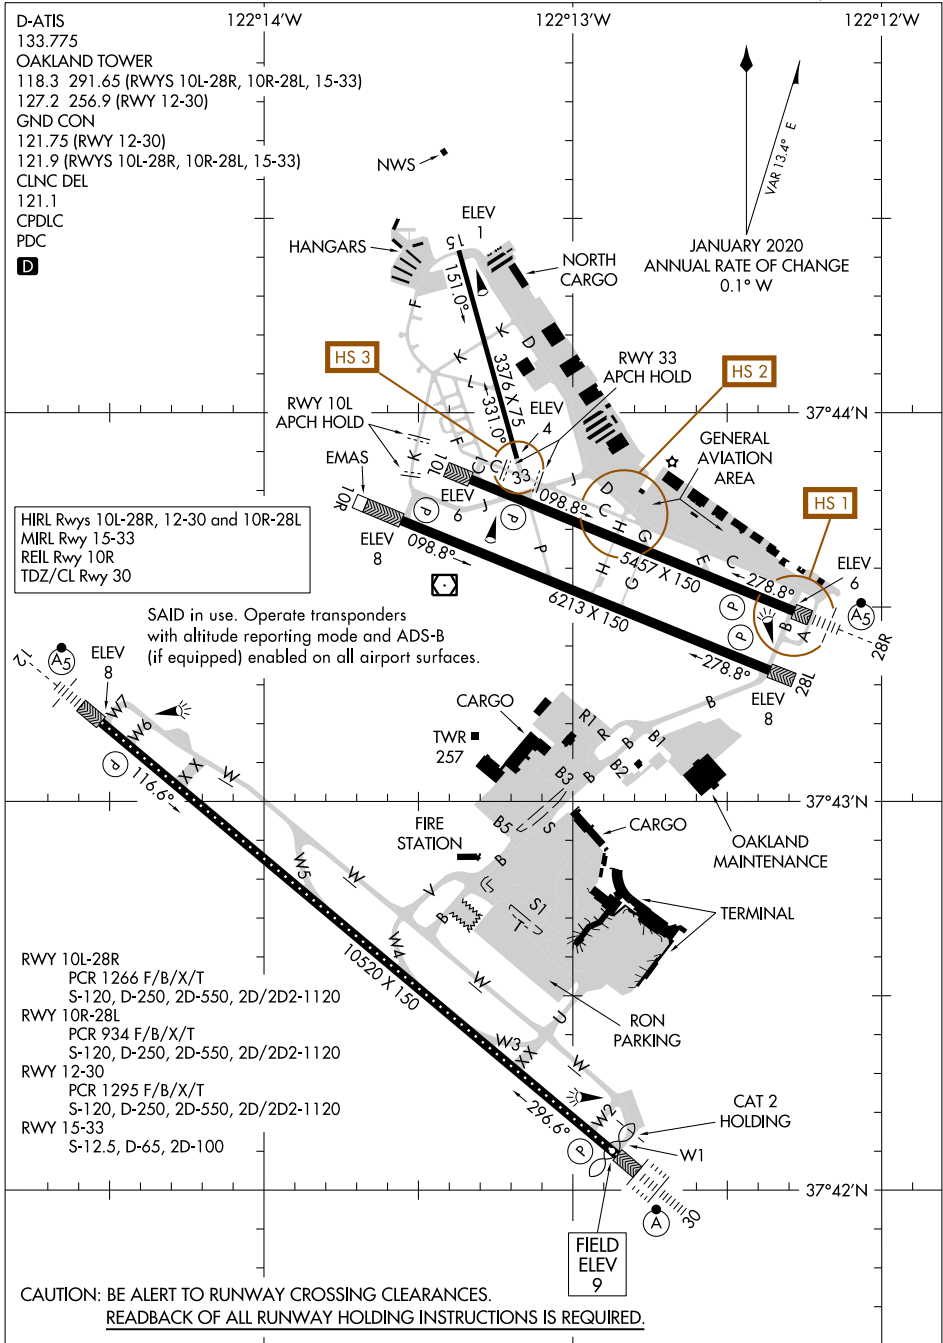 122°14'W
122°13'W
122°12'W
D-ATIS
133.775
OAKLAND TOWER
118.3 291.65 (RWYS 10L-28R, 10R-28L, 15-33)
127.2 256.9 (RWY 12-30)
GND CON
121.75 (RWY 12-30)
121.9 (RWYS 10L-28R, 10R-28L, 15-33)
CLNC DEL
121.1
CPDLC
PDC
D
NWS
VAR 13.4° E
JANUARY 2020
ANNUAL RATE OF CHANGE
0.1° W
HANGARS
ELEV
1
15
151.0°
NORTH
CARGO
F
K
D
K
L
3376 X 75
331.0°
HS 3
RWY 33
APCH HOLD
HS 2
ELEV
4
37°44'N
RWY 10L
APCH HOLD
GENERAL
AVIATION
AREA
EMAS
F
K
C
J
33
10L
10R
J
D
C
H
G
098.8°
HS 1
ELEV
6
ELEV
8
P
J
P
P
H
G
E
C
098.8°
5457 X 150
6213 X 150
278.8°
278.8°
ELEV
6
P
P
B
A
A5
28R
28L
ELEV
8
HIRL Rwys 10L-28R, 12-30 and 10R-28L
MIRL Rwy 15-33
REIL Rwy 10R
TDZ/CL Rwy 30
SAID in use. Operate transponders
with altitude reporting mode and ADS-B
(if equipped) enabled on all airport surfaces.
12
A5
ELEV
8
W7
W6
P
116.6°
X X
W
CARGO
TWR
257
R1
R
B
B1
B
B2
B3
B
B5
S
37°43'N
FIRE
STATION
CARGO
OAKLAND
MAINTENANCE
W5
W
V
B
B
S1
T
TERMINAL
W4
10520 X 150
W
U
RON
PARKING
W3
XX
W
296.6°
W2
P
CAT 2
HOLDING
W1
37°42'N
30
A
RWY 10L-28R
PCR 1266 F/B/X/T
S-120, D-250, 2D-550, 2D/2D2-1120
RWY 10R-28L
PCR 934 F/B/X/T
S-120, D-250, 2D-550, 2D/2D2-1120
RWY 12-30
PCR 1295 F/B/X/T
S-120, D-250, 2D-550, 2D/2D2-1120
RWY 15-33
S-12.5, D-65, 2D-100
FIELD
ELEV
9
CAUTION: BE ALERT TO RUNWAY CROSSING CLEARANCES.
READBACK OF ALL RUNWAY HOLDING INSTRUCTIONS IS REQUIRED.